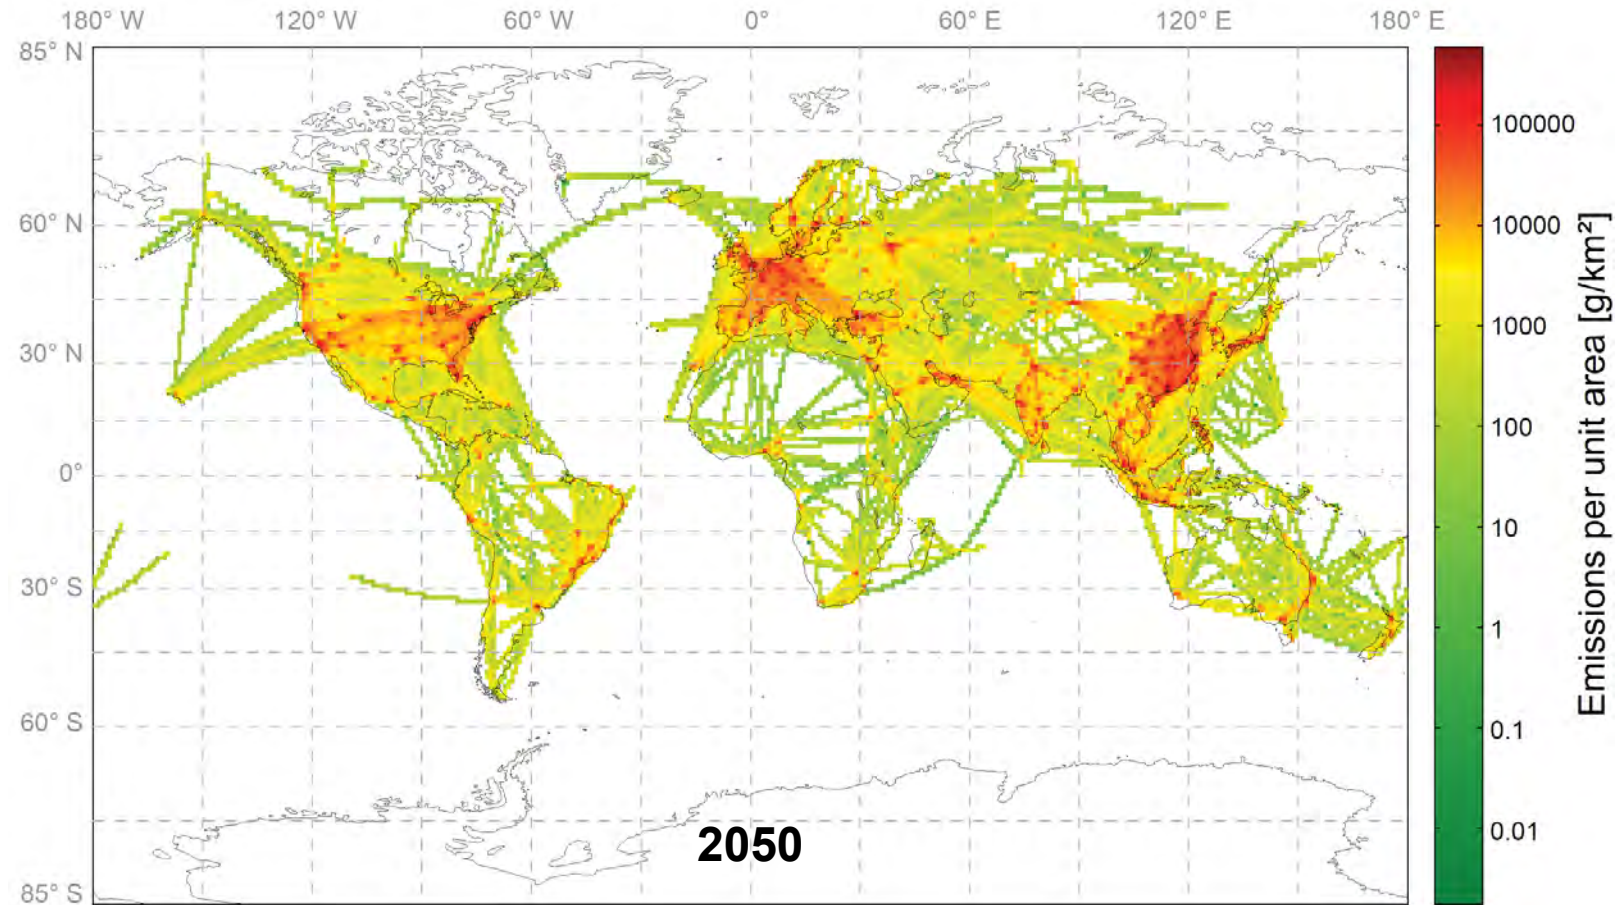 180° W 120° W 60° W 0° 60° E 120° E 180° E
85° N
60° N
30° N
0°
30° S
60° S
85° S
2050
100000
10000
1000
100
10
1
0.1
0.01
Emissions per unit area [g/km²]